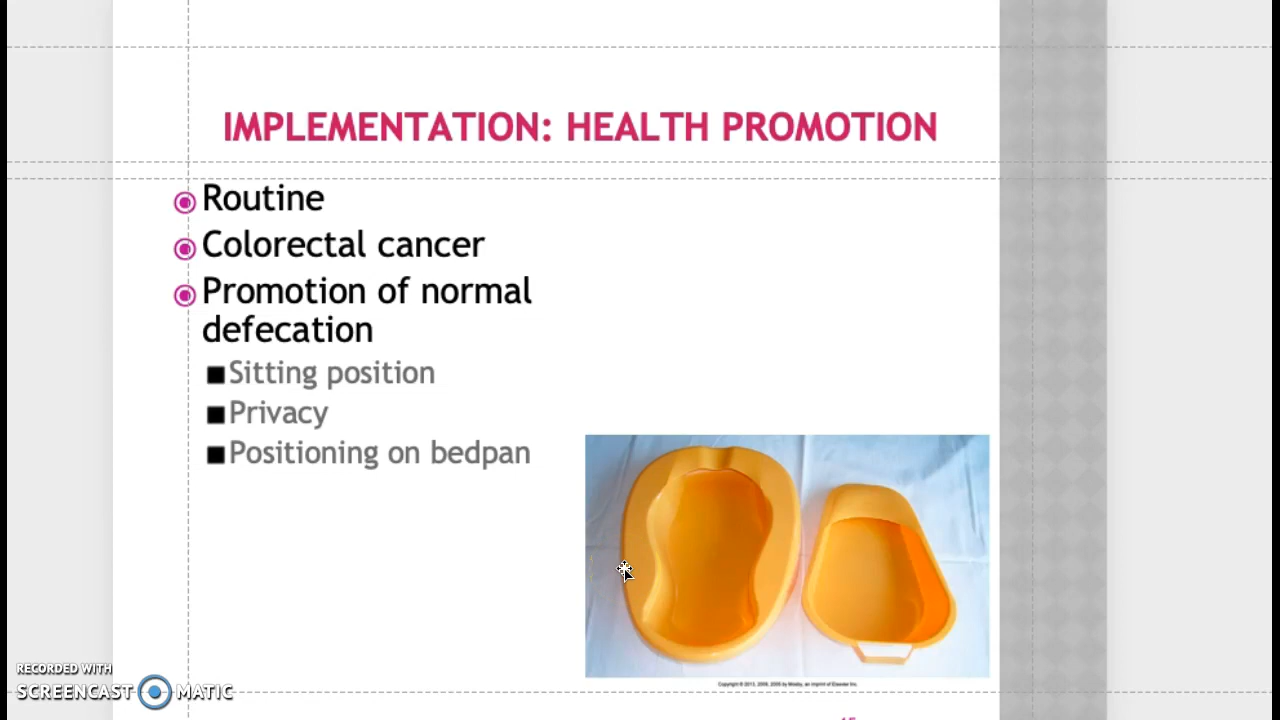 IMPLEMENTATION: HEALTH PROMOTION
Routine
Colorectal cancer
Promotion of normal
defecation
Sitting position
Privacy
Positioning on bedpan
RECORDED WITH
SCREENCAST MATIC